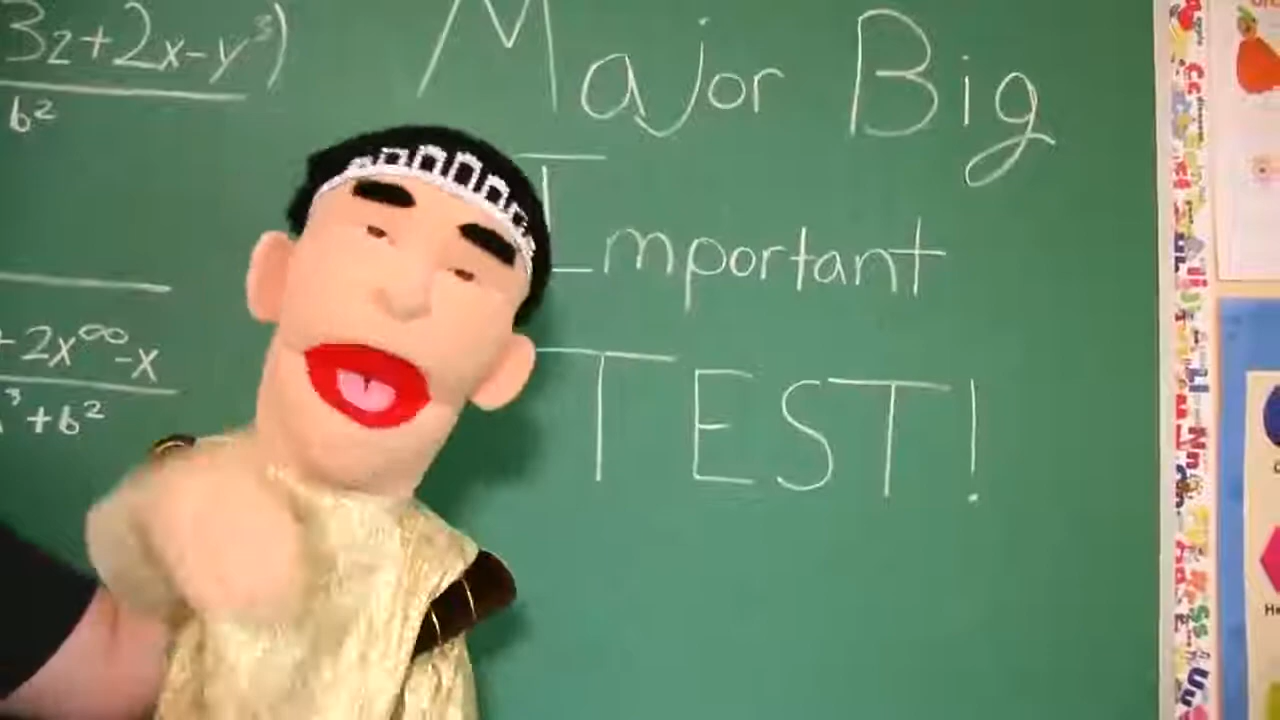 3z+2x-y³)
b²
Major Big
Important
TEST!
+2x^∞-x
³+b²